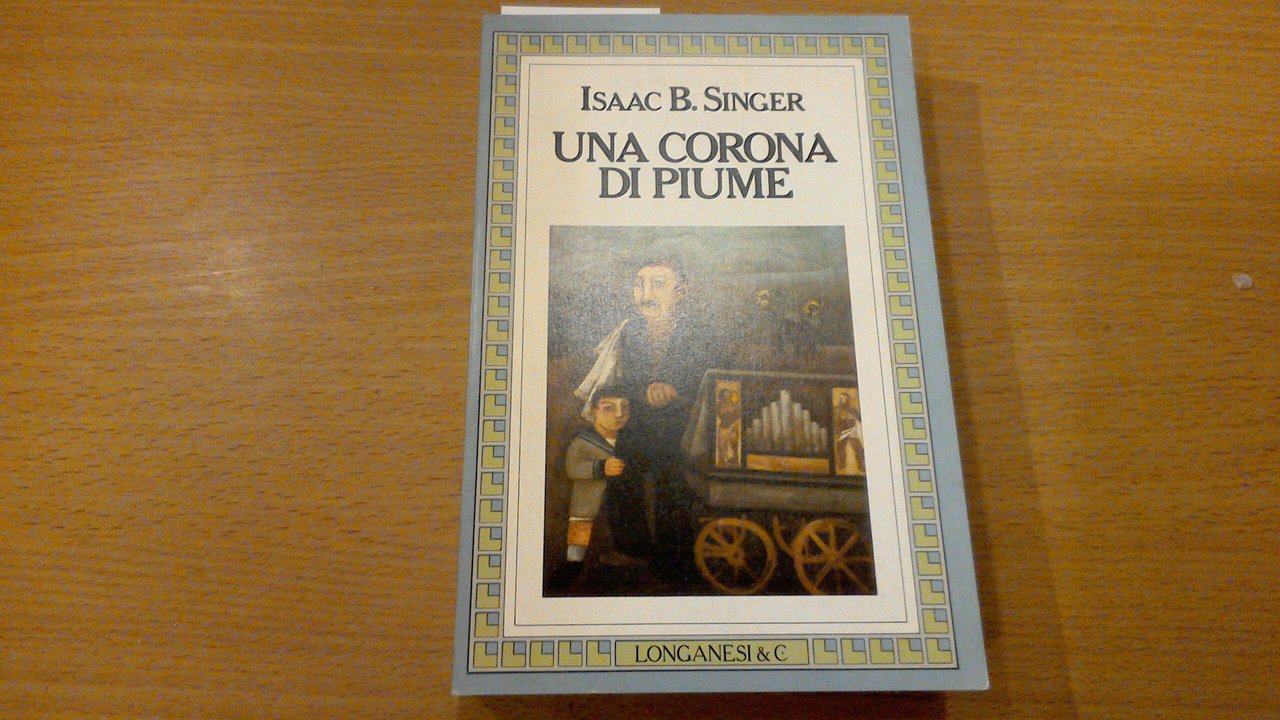 ISAAC B. SINGER
UNA CORONA
DI PIUME
LONGANESI & C